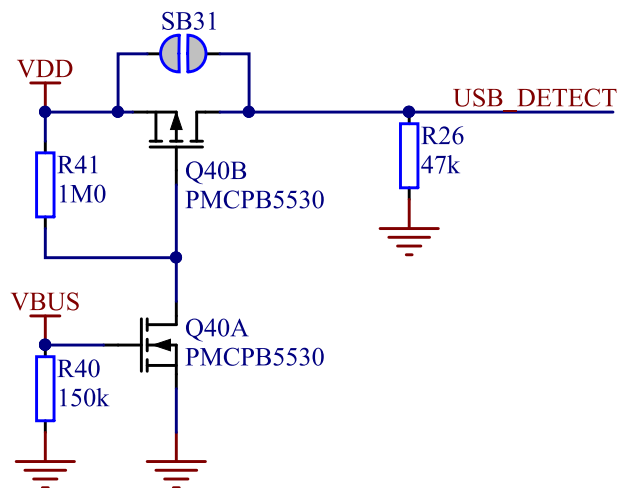 SB31
VDD
USB_DETECT
R26
47k
R41
1M0
Q40B
PMCPB5530
VBUS
Q40A
PMCPB5530
R40
150k